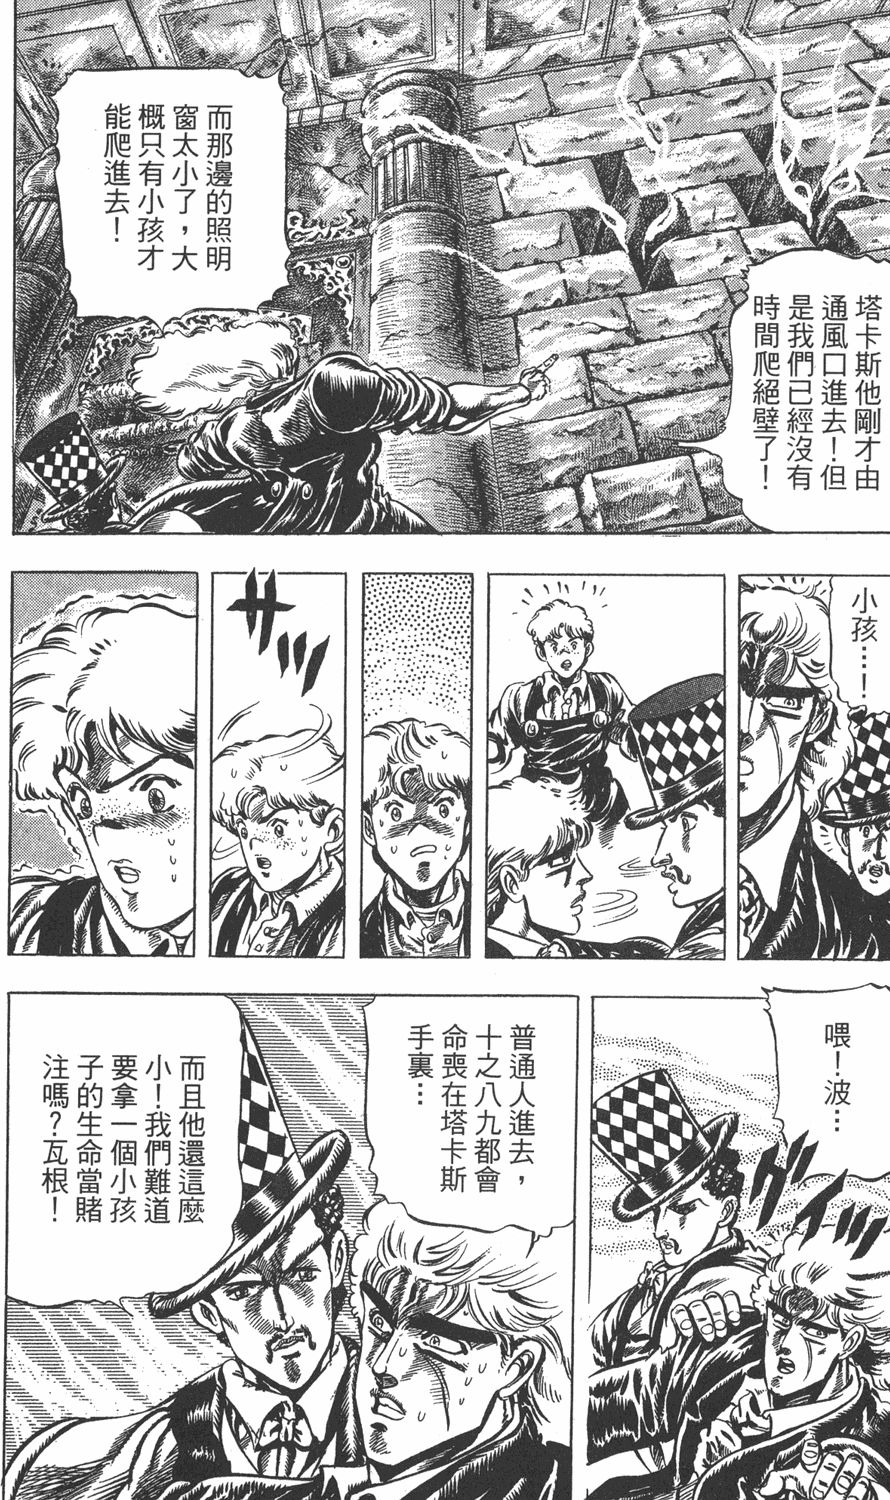 塔卡斯他剛才由
通風口進去！但
是我們已經沒有
時間爬絕壁了！
而那邊的照明
窗太小了，大
概只有小孩才
能爬進去！
小孩…！
ザッ
喂！波…
グイッ
普通人進去，
十之八九都會
命喪在塔卡斯
手裏…
而且他還這麼
小！我們難道
要拿一個小孩
子的生命當賭
注嗎？瓦根！